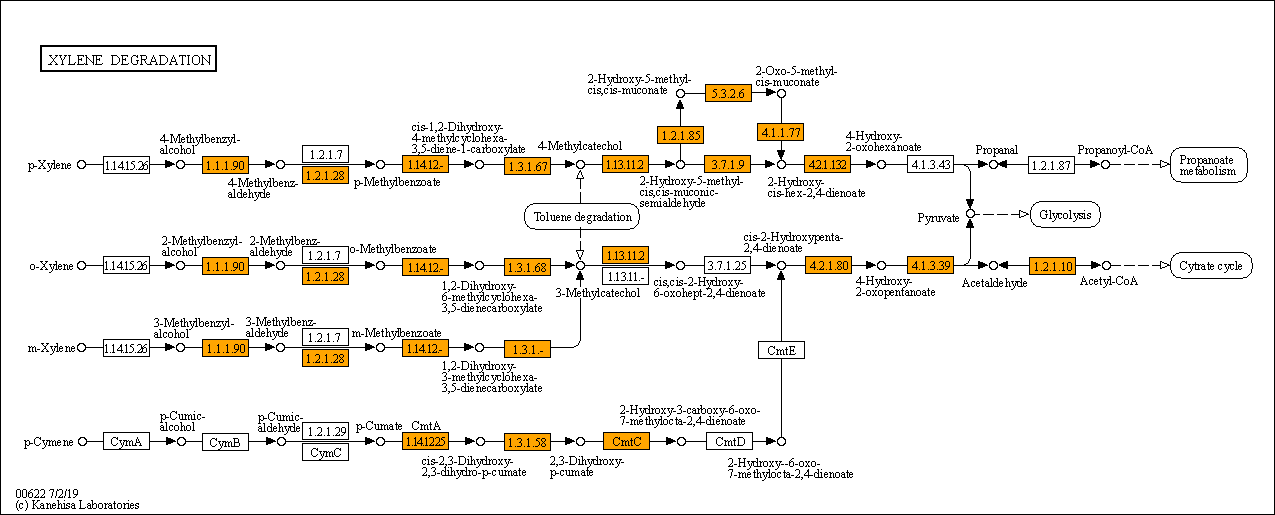 XYLENE DEGRADATION
2-Hydroxy-5-methyl-
cis,cis-muconate
5.3.2.6
2-Oxo-5-methyl-
cis-muconate
1.2.1.85
4.1.1.77
p-Xylene
1.14.15.26
4-Methylbenzyl-
alcohol
1.1.1.90
4-Methylbenz-
aldehyde
1.2.1.7
1.2.1.28
p-Methylbenzoate
1.14.12.-
cis-1,2-Dihydroxy-
4-methylcyclohexa-
3,5-diene-1-carboxylate
1.3.1.67
4-Methylcatechol
1.13.11.2
2-Hydroxy-5-methyl-
cis,cis-muconic-
semialdehyde
3.7.1.9
2-Hydroxy-
cis-hex-2,4-dienoate
4.2.1.132
4-Hydroxy-
2-oxohexanoate
4.1.3.43
Propanal
1.2.1.87
Propanoyl-CoA
Propanoate
metabolism
Toluene degradation
Pyruvate
Glycolysis
o-Xylene
1.14.15.26
2-Methylbenzyl-
alcohol
1.1.1.90
2-Methylbenz-
aldehyde
1.2.1.7
1.2.1.28
o-Methylbenzoate
1.14.12.-
1,2-Dihydroxy-
6-methylcyclohexa-
3,5-dienecarboxylate
1.3.1.68
3-Methylcatechol
1.13.11.2
1.13.11.-
cis,cis-2-Hydroxy-
6-oxohept-2,4-dienoate
3.7.1.25
cis-2-Hydroxypenta-
2,4-dienoate
4.2.1.80
4-Hydroxy-
2-oxopentanoate
4.1.3.39
Acetaldehyde
1.2.1.10
Acetyl-CoA
Cytrate cycle
m-Xylene
1.14.15.26
3-Methylbenzyl-
alcohol
1.1.1.90
3-Methylbenz-
aldehyde
1.2.1.7
1.2.1.28
m-Methylbenzoate
1.14.12.-
1,2-Dihydroxy-
3-methylcyclohexa-
3,5-dienecarboxylate
1.3.1.-
CmtE
p-Cymene
CymA
p-Cumic-
alcohol
CymB
p-Cumic-
aldehyde
1.2.1.29
CymC
p-Cumate
CmtA
1.14.12.25
cis-2,3-Dihydroxy-
2,3-dihydro-p-cumate
1.3.1.58
2,3-Dihydroxy-
p-cumate
CmtC
2-Hydroxy-3-carboxy-6-oxo-
7-methylocta-2,4-dienoate
CmtD
2-Hydroxy--6-oxo-
7-methylocta-2,4-dienoate
00622 7/2/19
(c) Kanehisa Laboratories